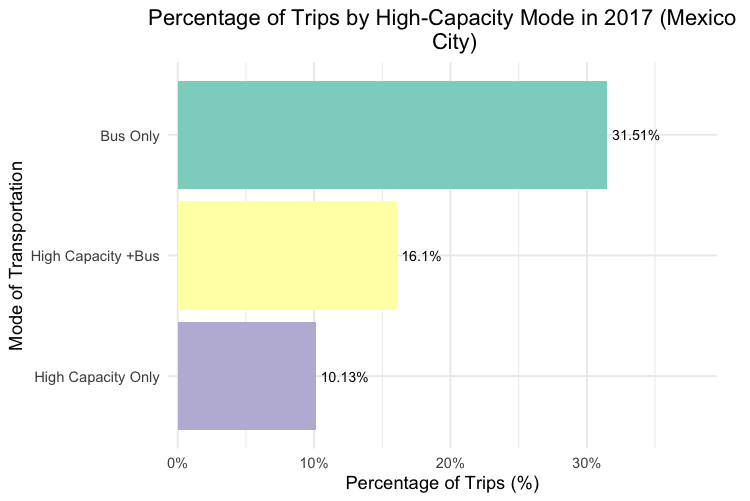 Percentage of Trips by High-Capacity Mode in 2017 (Mexico
City)
Mode of Transportation
Bus Only
31.51%
High Capacity +Bus
16.1%
High Capacity Only
10.13%
0%
10%
20%
30%
Percentage of Trips (%)